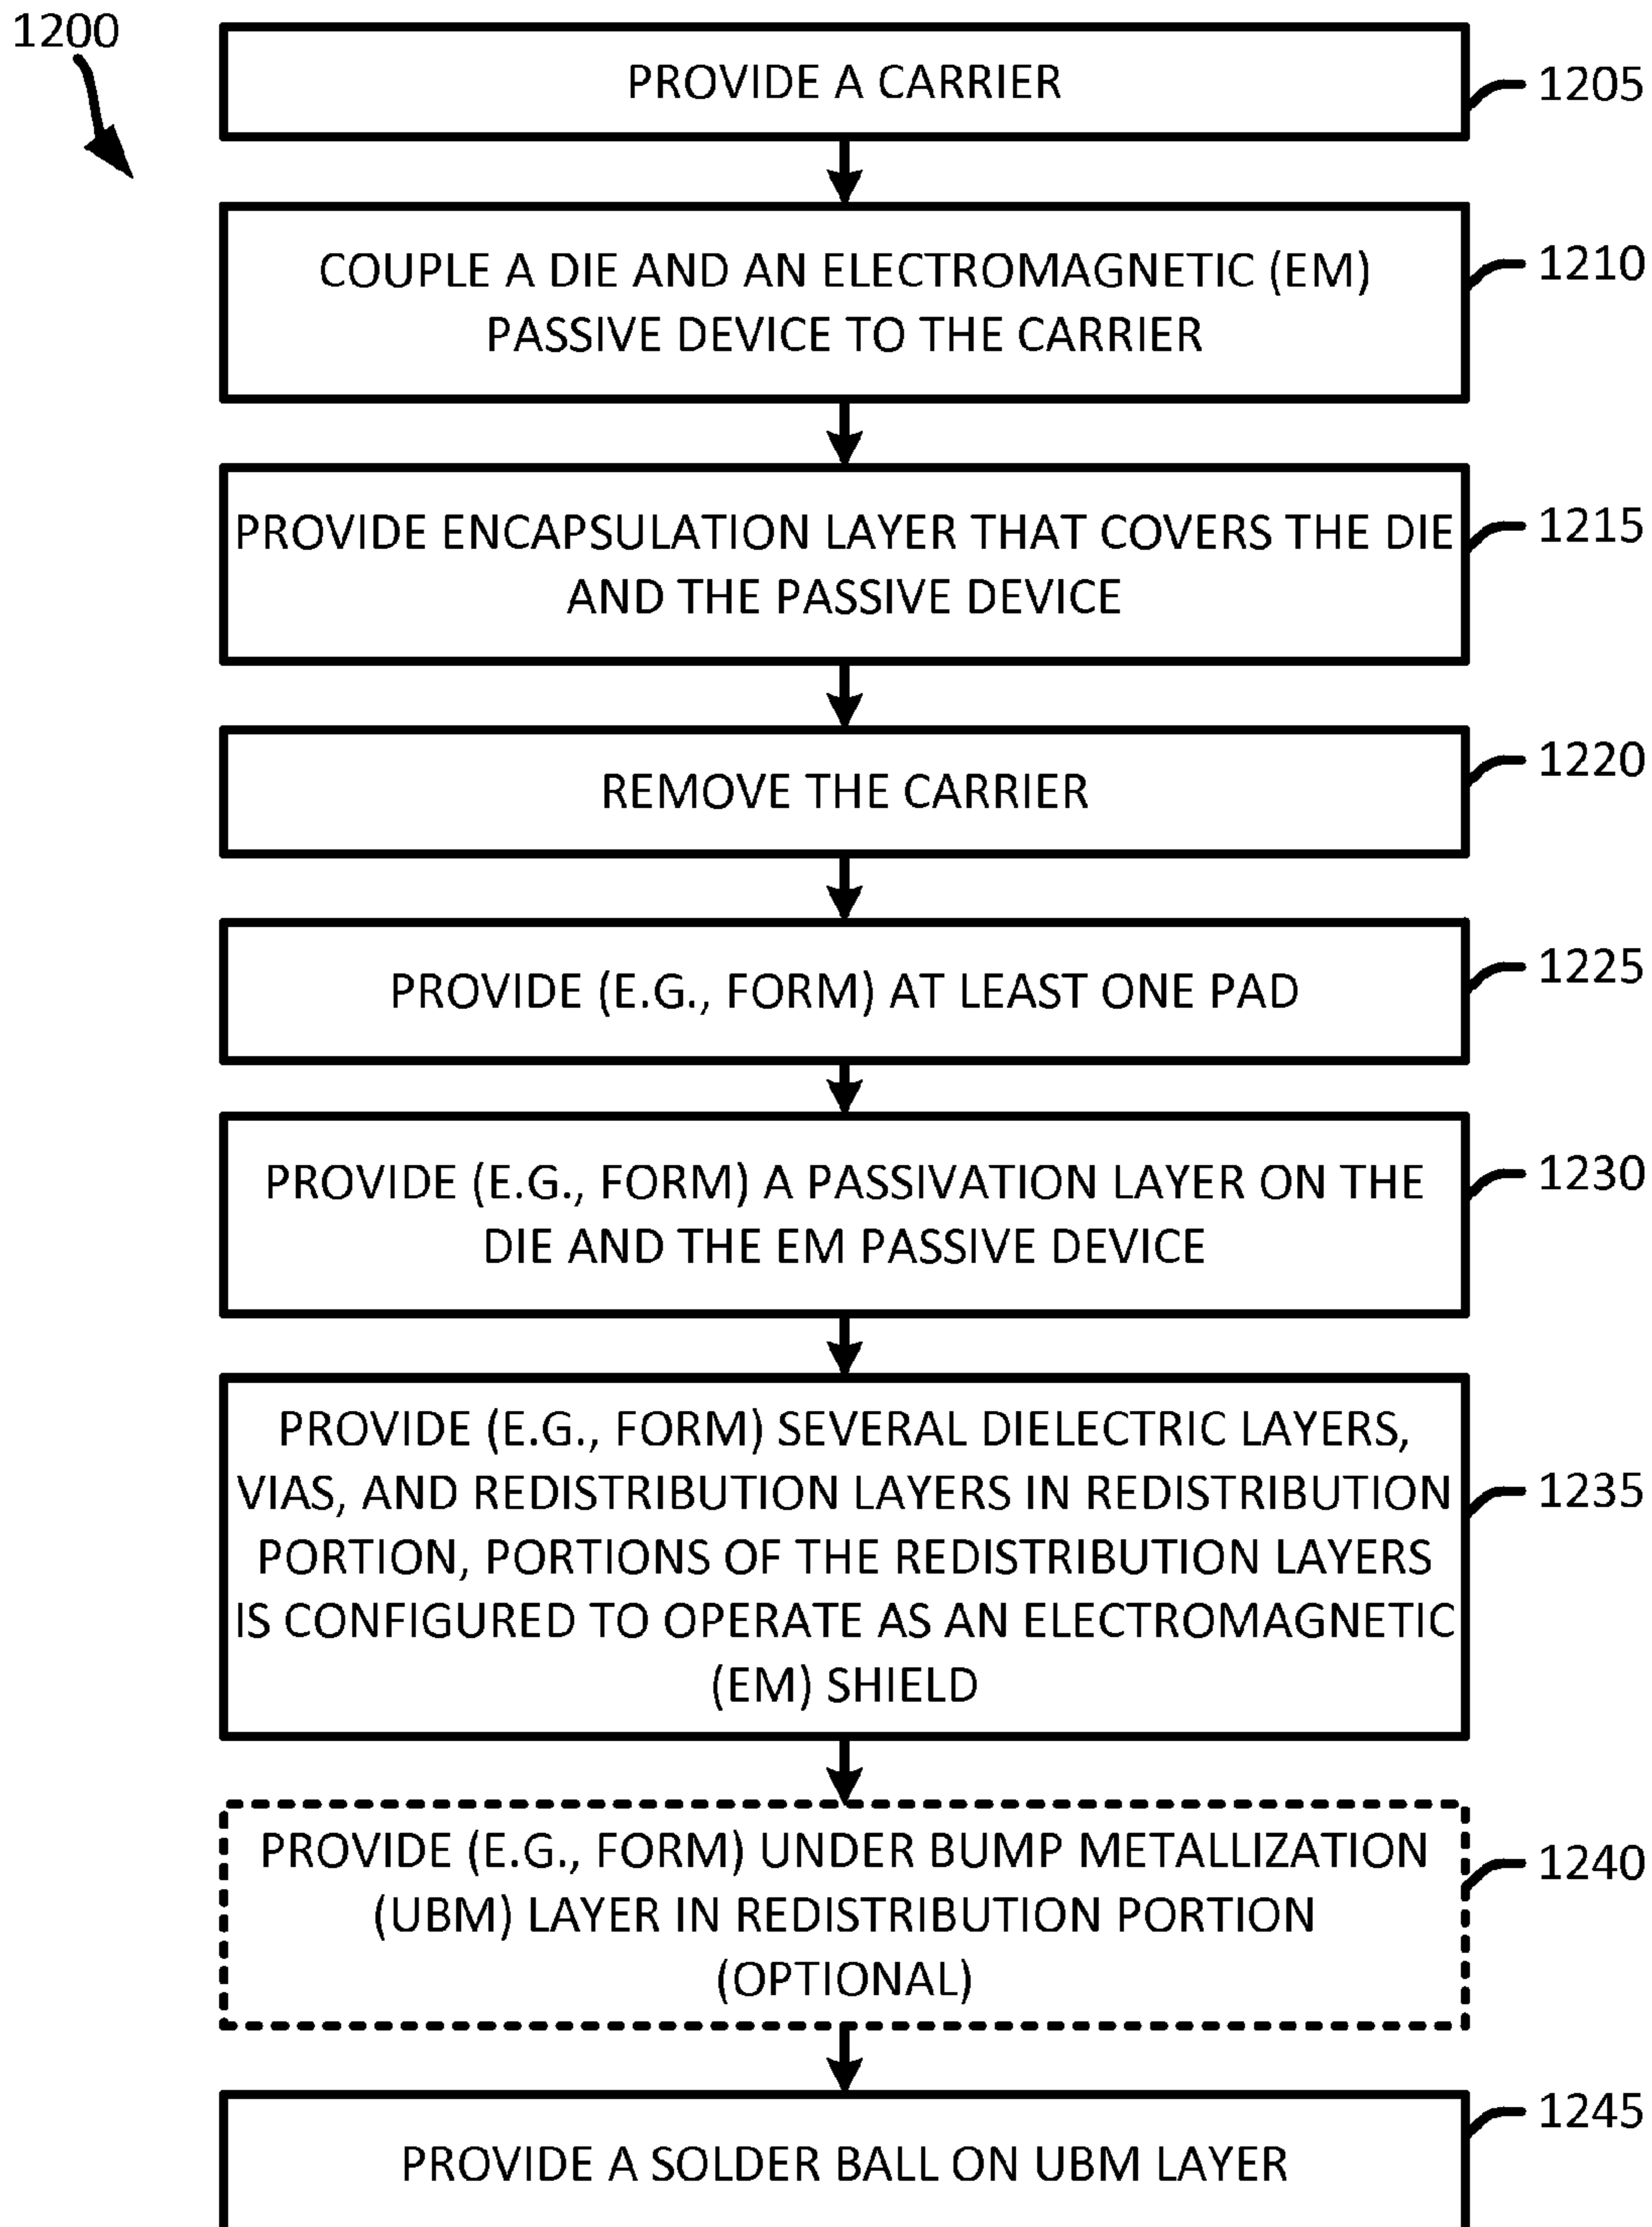 1200
PROVIDE A CARRIER
1205
COUPLE A DIE AND AN ELECTROMAGNETIC (EM)
PASSIVE DEVICE TO THE CARRIER
1210
PROVIDE ENCAPSULATION LAYER THAT COVERS THE DIE
AND THE PASSIVE DEVICE
1215
REMOVE THE CARRIER
1220
PROVIDE (E.G., FORM) AT LEAST ONE PAD
1225
PROVIDE (E.G., FORM) A PASSIVATION LAYER ON THE
DIE AND THE EM PASSIVE DEVICE
1230
PROVIDE (E.G., FORM) SEVERAL DIELECTRIC LAYERS,
VIAS, AND REDISTRIBUTION LAYERS IN REDISTRIBUTION
PORTION, PORTIONS OF THE REDISTRIBUTION LAYERS
IS CONFIGURED TO OPERATE AS AN ELECTROMAGNETIC
(EM) SHIELD
1235
PROVIDE (E.G., FORM) UNDER BUMP METALLIZATION
(UBM) LAYER IN REDISTRIBUTION PORTION
(OPTIONAL)
1240
PROVIDE A SOLDER BALL ON UBM LAYER
1245